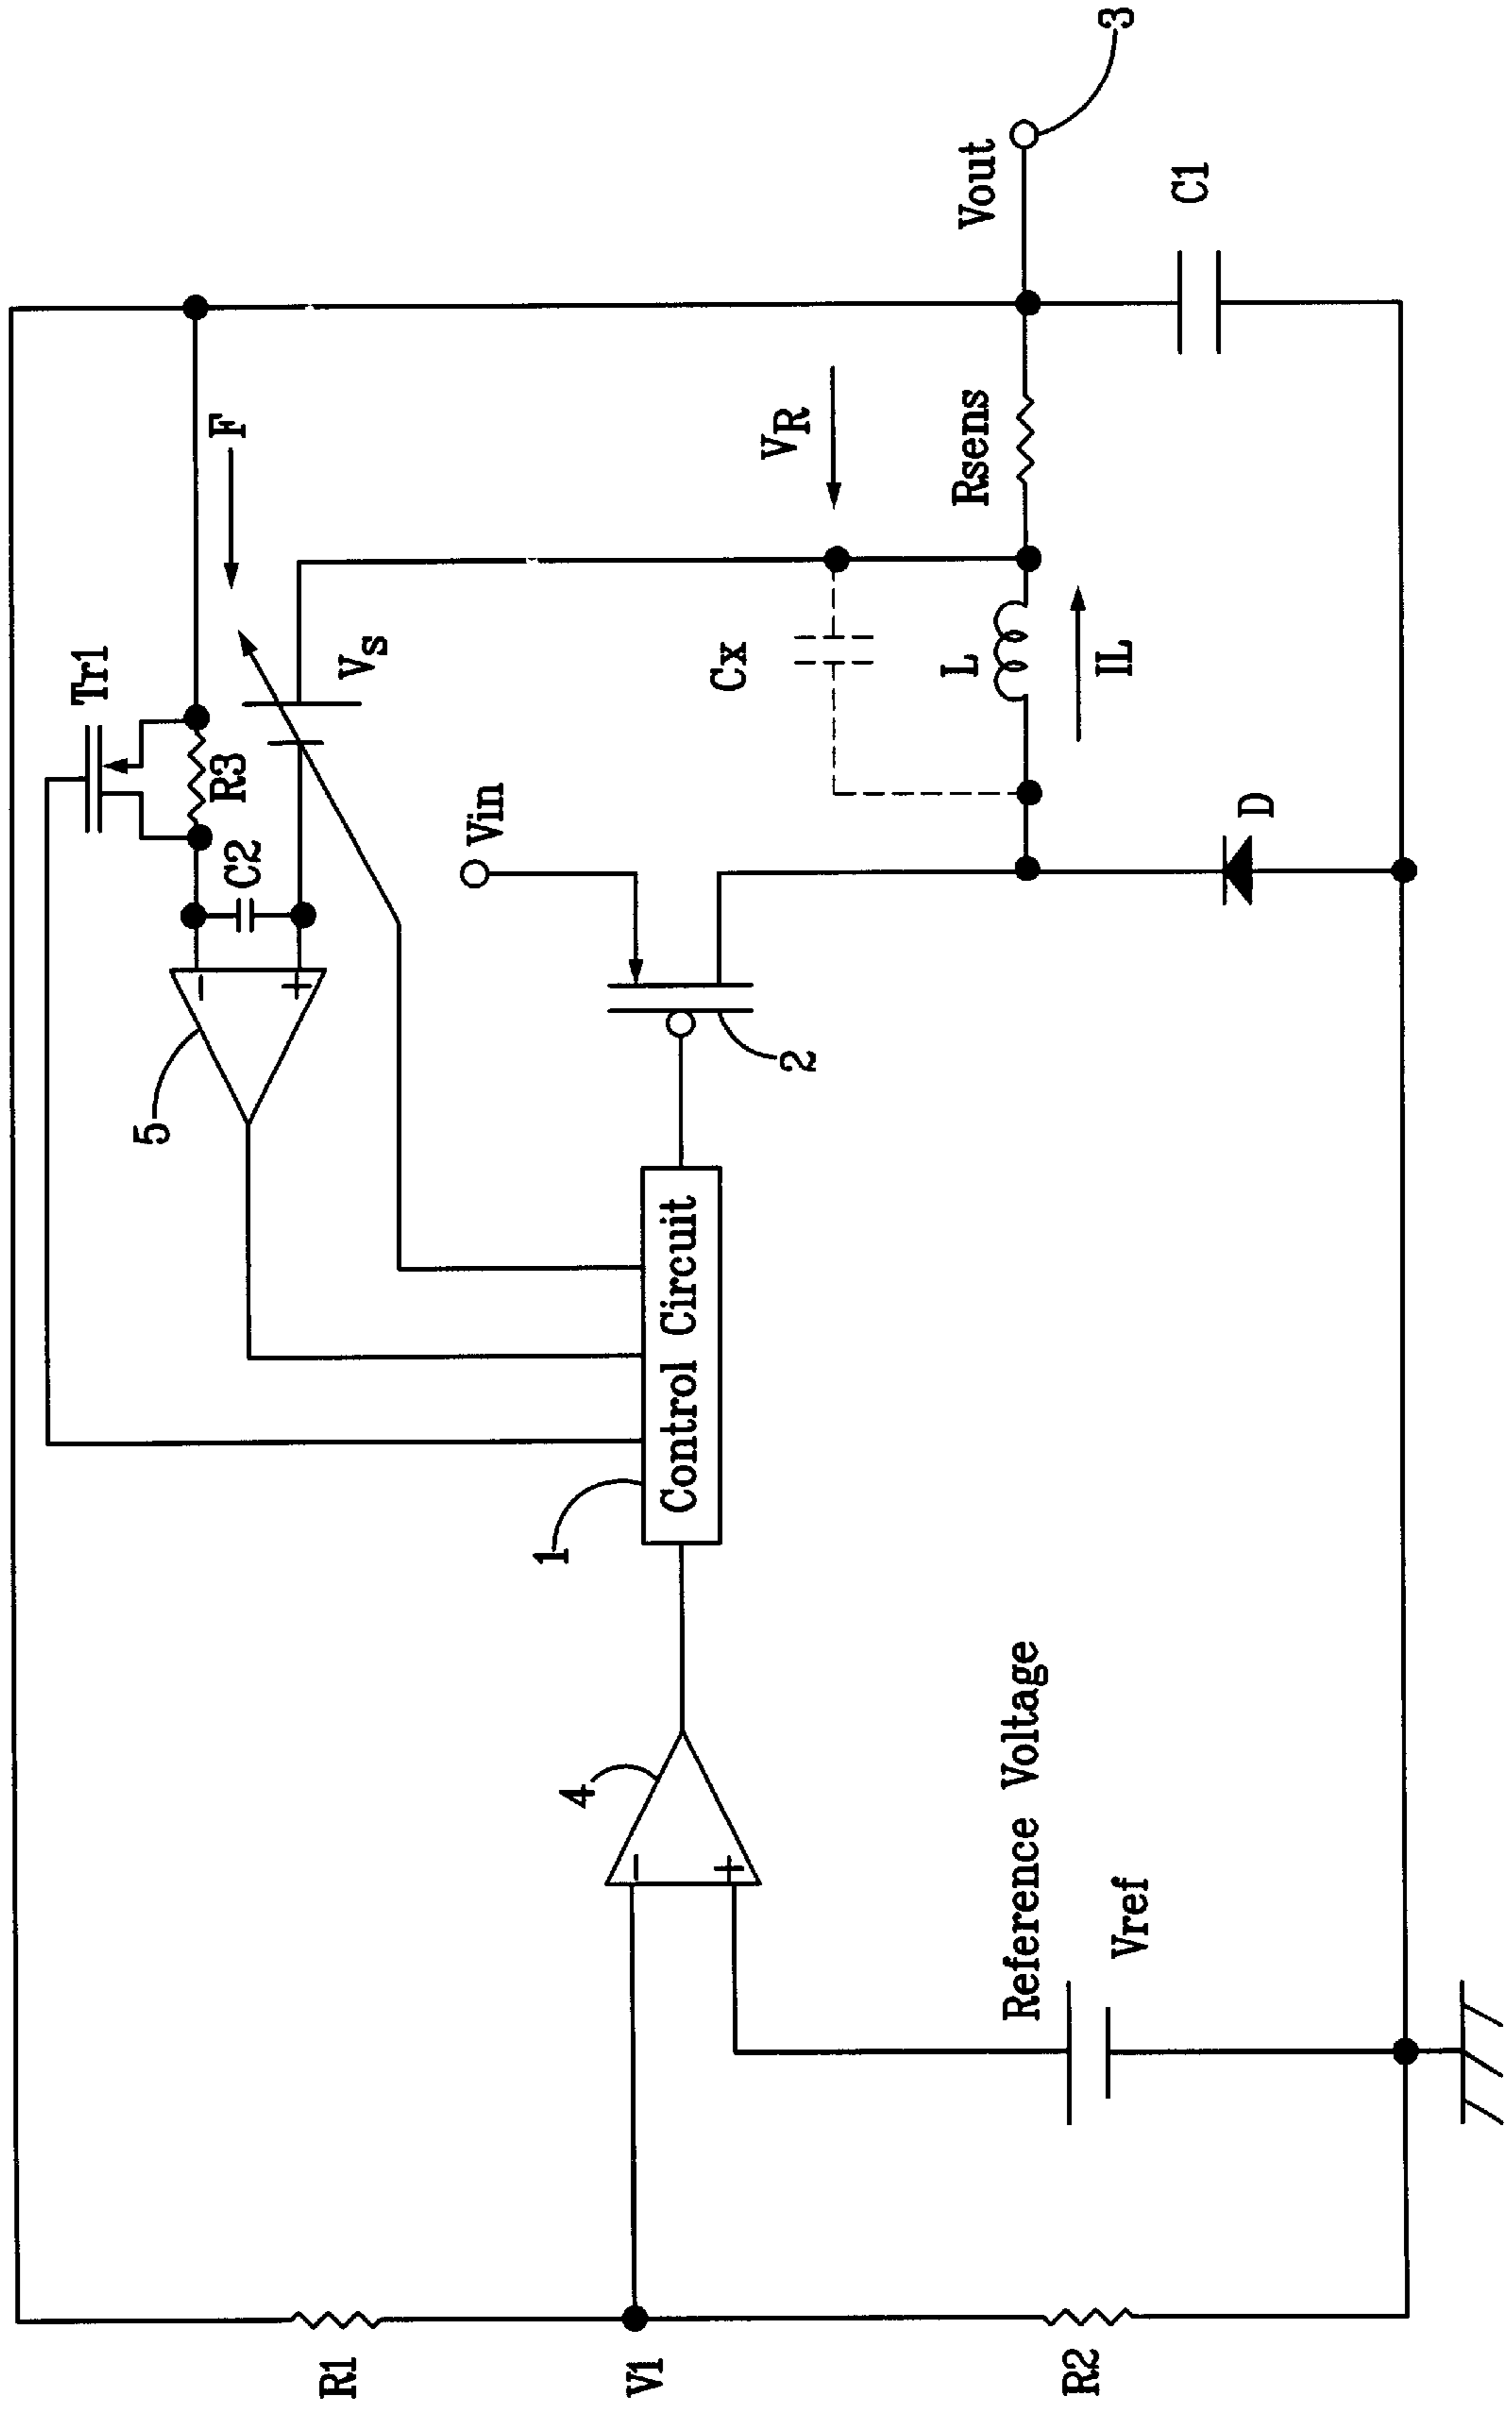 Tr1
F
R3
C2
Vs
5
Vin
VR
Cx
2
1
Control Circuit
4
Vout
3
Rsens
L
IL
C1
D
R1
V1
R2
Reference Voltage
Vref
-
+
-
+